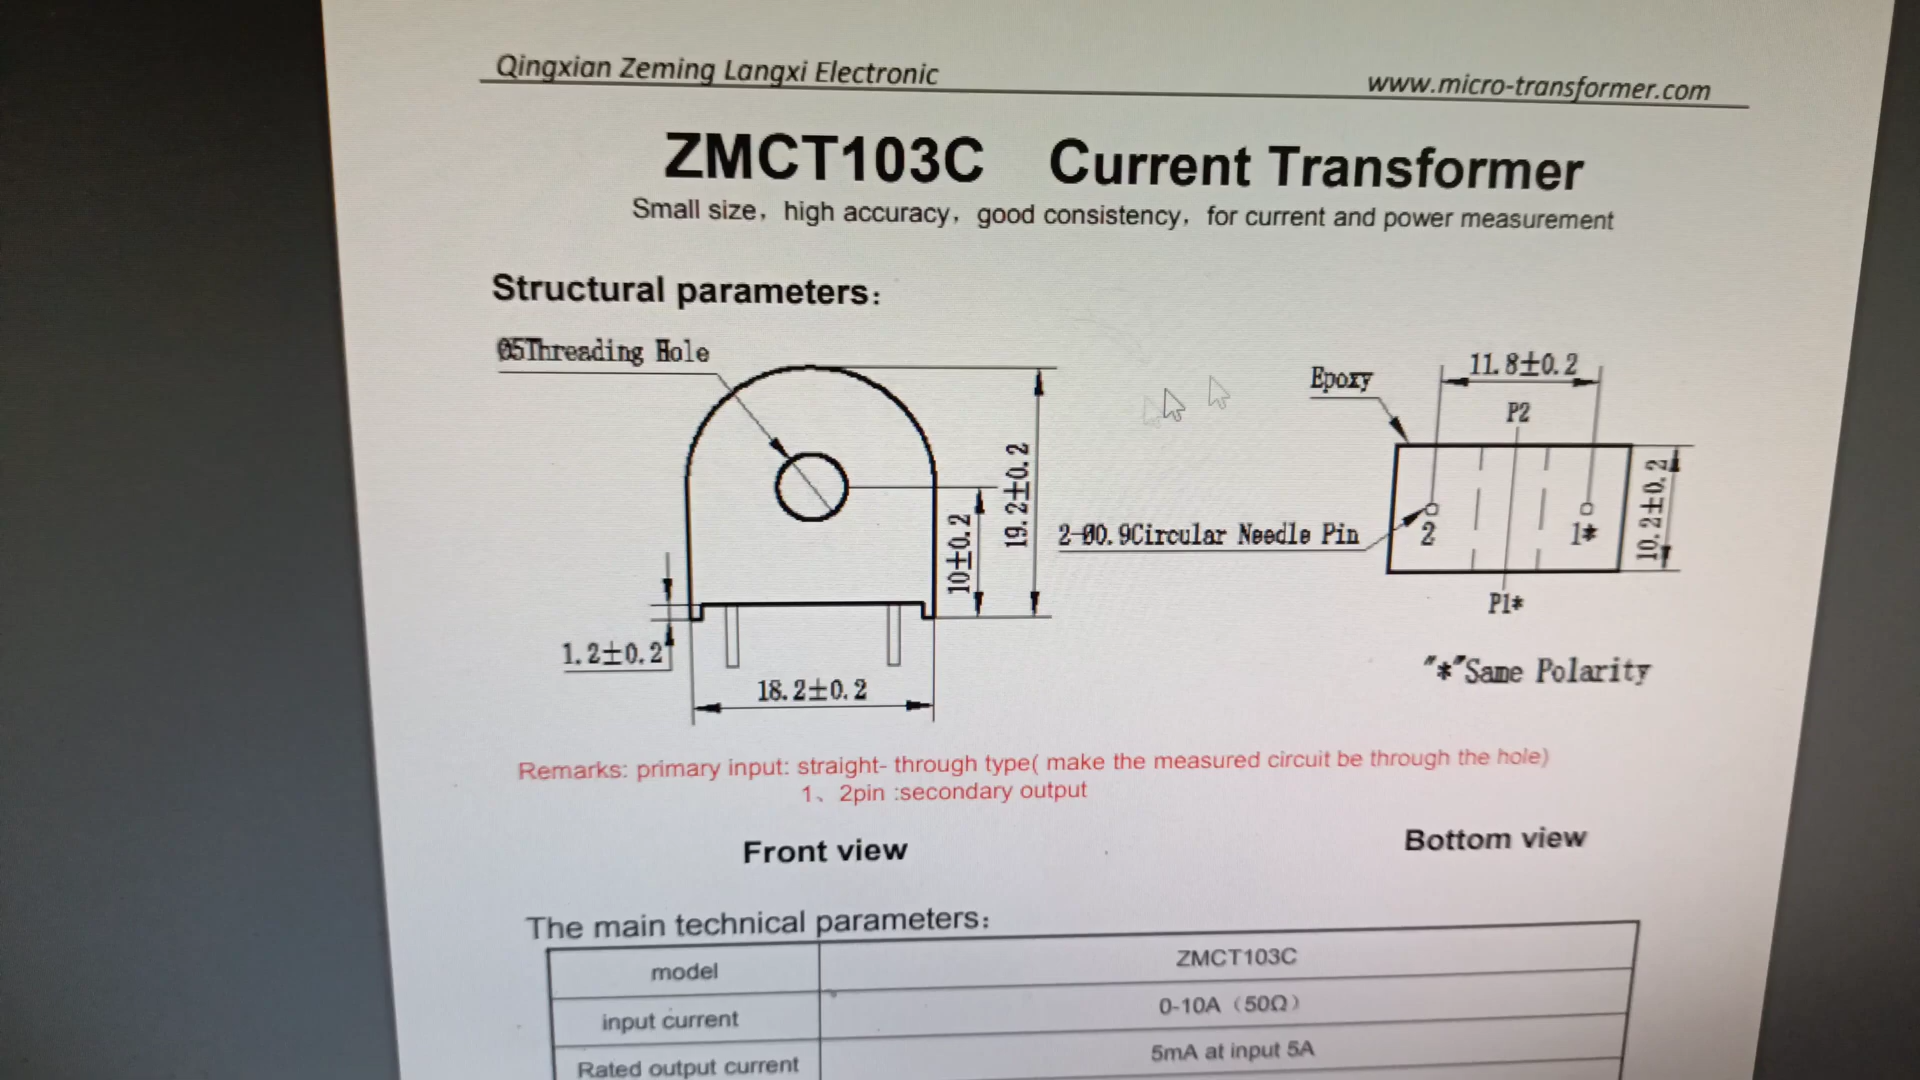 Qingxian Zeming Langxi Electronic
www.micro-transformer.com
ZMCT103C Current Transformer
Small size，high accuracy，good consistency，for current and power measurement
Structural parameters：
Ø5Threading Hole
19.2±0.2
10±0.2
1.2±0.2
18.2±0.2
Epoxy
11.8±0.2
P2
2-Ø0.9Circular Needle Pin
2
1*
10.2±0.2
P1*
"*"Same Polarity
Remarks: primary input: straight- through type( make the measured circuit be through the hole)
1、2pin :secondary output
Front view
Bottom view
The main technical parameters：
model
ZMCT103C
input current
0-10A（50Ω）
Rated output current
5mA at input 5A